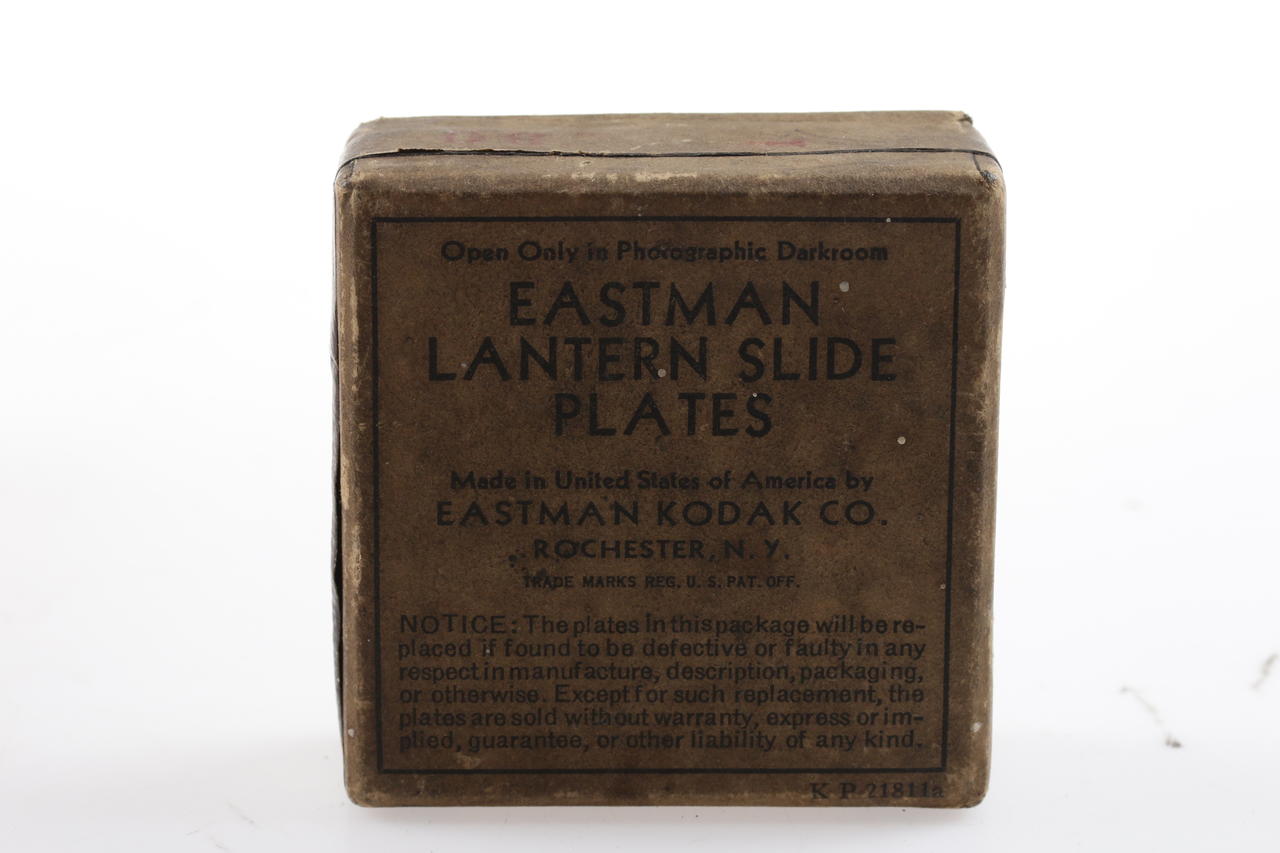 Open Only in Photographic Darkroom
EASTMAN
LANTERN SLIDE
PLATES
Made in United States of America by
EASTMAN KODAK CO.
ROCHESTER, N. Y.
TRADE MARKS REG. U. S. PAT. OFF.
NOTICE: The plates in this package will be re-
placed if found to be defective or faulty in any
respect in manufacture, description, packaging,
or otherwise. Except for such replacement, the
plates are sold without warranty, express or im-
plied, guarantee, or other liability of any kind.
K P 21811a